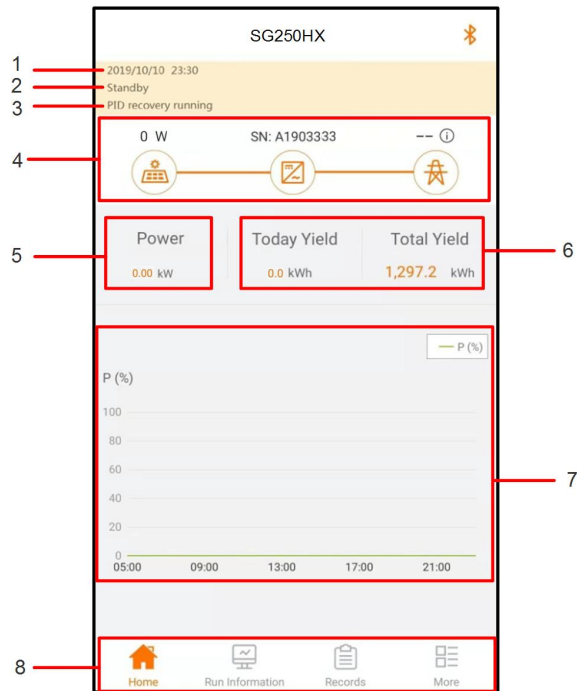 SG250HX
1 2019/10/10 23:30
2 Standby
3 PID recovery running
4 0 W SN: A1903333 --
5 Power Today Yield Total Yield 6
0.00 kW 0.0 kWh 1,297.2 kWh
P (%)
P (%)
100
80
60
7
40
20
0
05:00 09:00 13:00 17:00 21:00
8
Home Run Information Records More